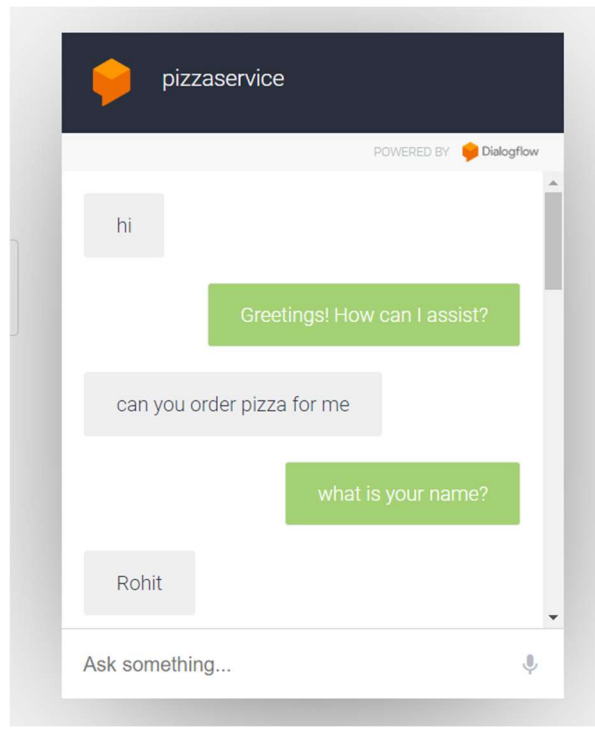 pizzaservice
POWERED BY Dialogflow
hi
Greetings! How can I assist?
can you order pizza for me
what is your name?
Rohit
Ask something...